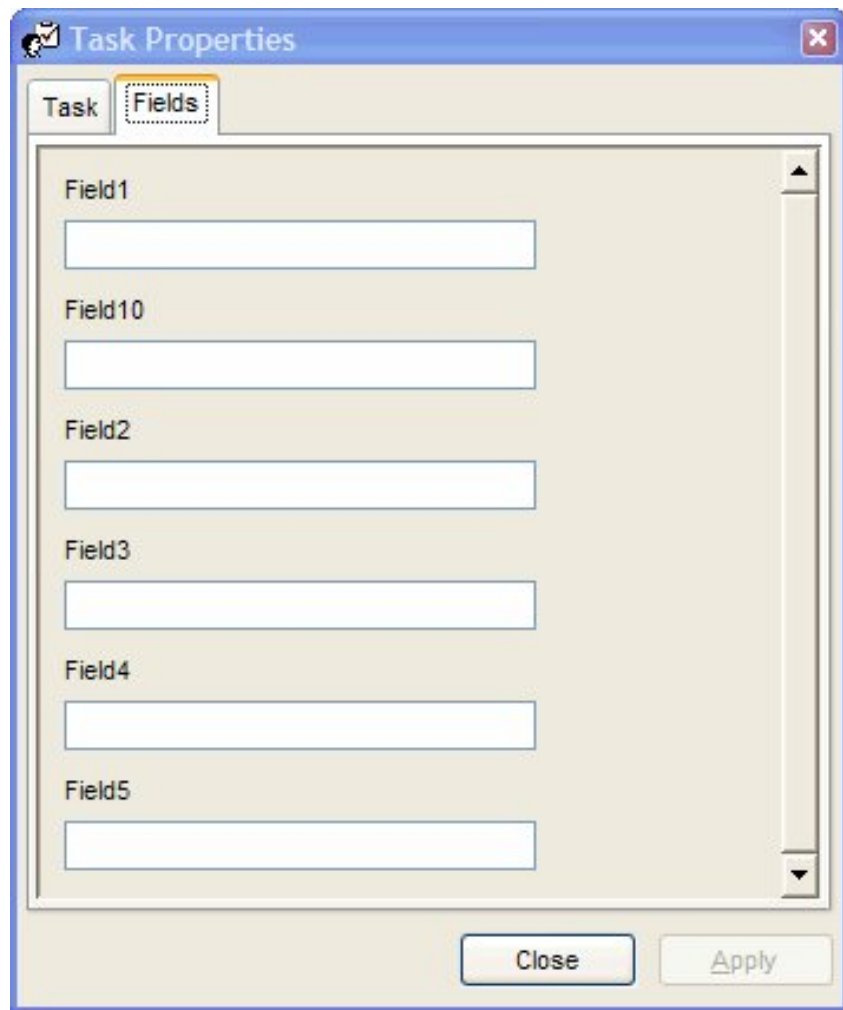 Task Properties
Task Fields
Field1
Field10
Field2
Field3
Field4
Field5
Close Apply